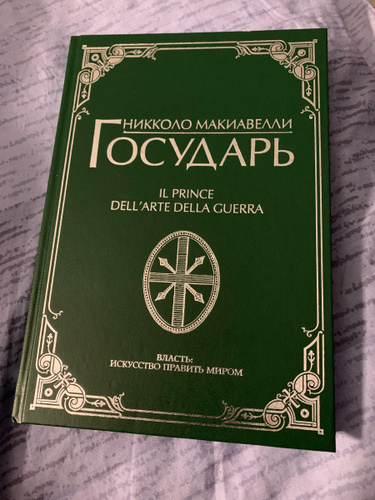 НИККОЛО МАКИАВЕЛЛИ
ГОСУДАРЬ
IL PRINCE
DELL'ARTE DELLA GUERRA
ВЛАСТЬ:
ИСКУССТВО ПРАВИТЬ МИРОМ